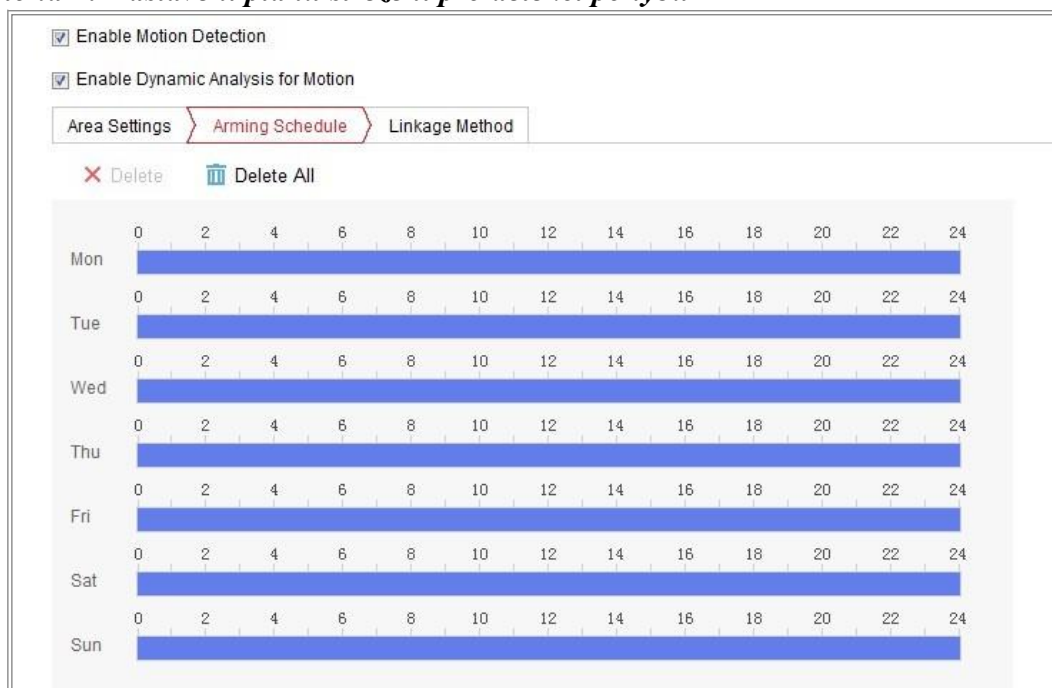 Enable Motion Detection
Enable Dynamic Analysis for Motion
Area Settings Arming Schedule Linkage Method
Delete Delete All
0 2 4 6 8 10 12 14 16 18 20 22 24
Mon
0 2 4 6 8 10 12 14 16 18 20 22 24
Tue
0 2 4 6 8 10 12 14 16 18 20 22 24
Wed
0 2 4 6 8 10 12 14 16 18 20 22 24
Thu
0 2 4 6 8 10 12 14 16 18 20 22 24
Fri
0 2 4 6 8 10 12 14 16 18 20 22 24
Sat
0 2 4 6 8 10 12 14 16 18 20 22 24
Sun